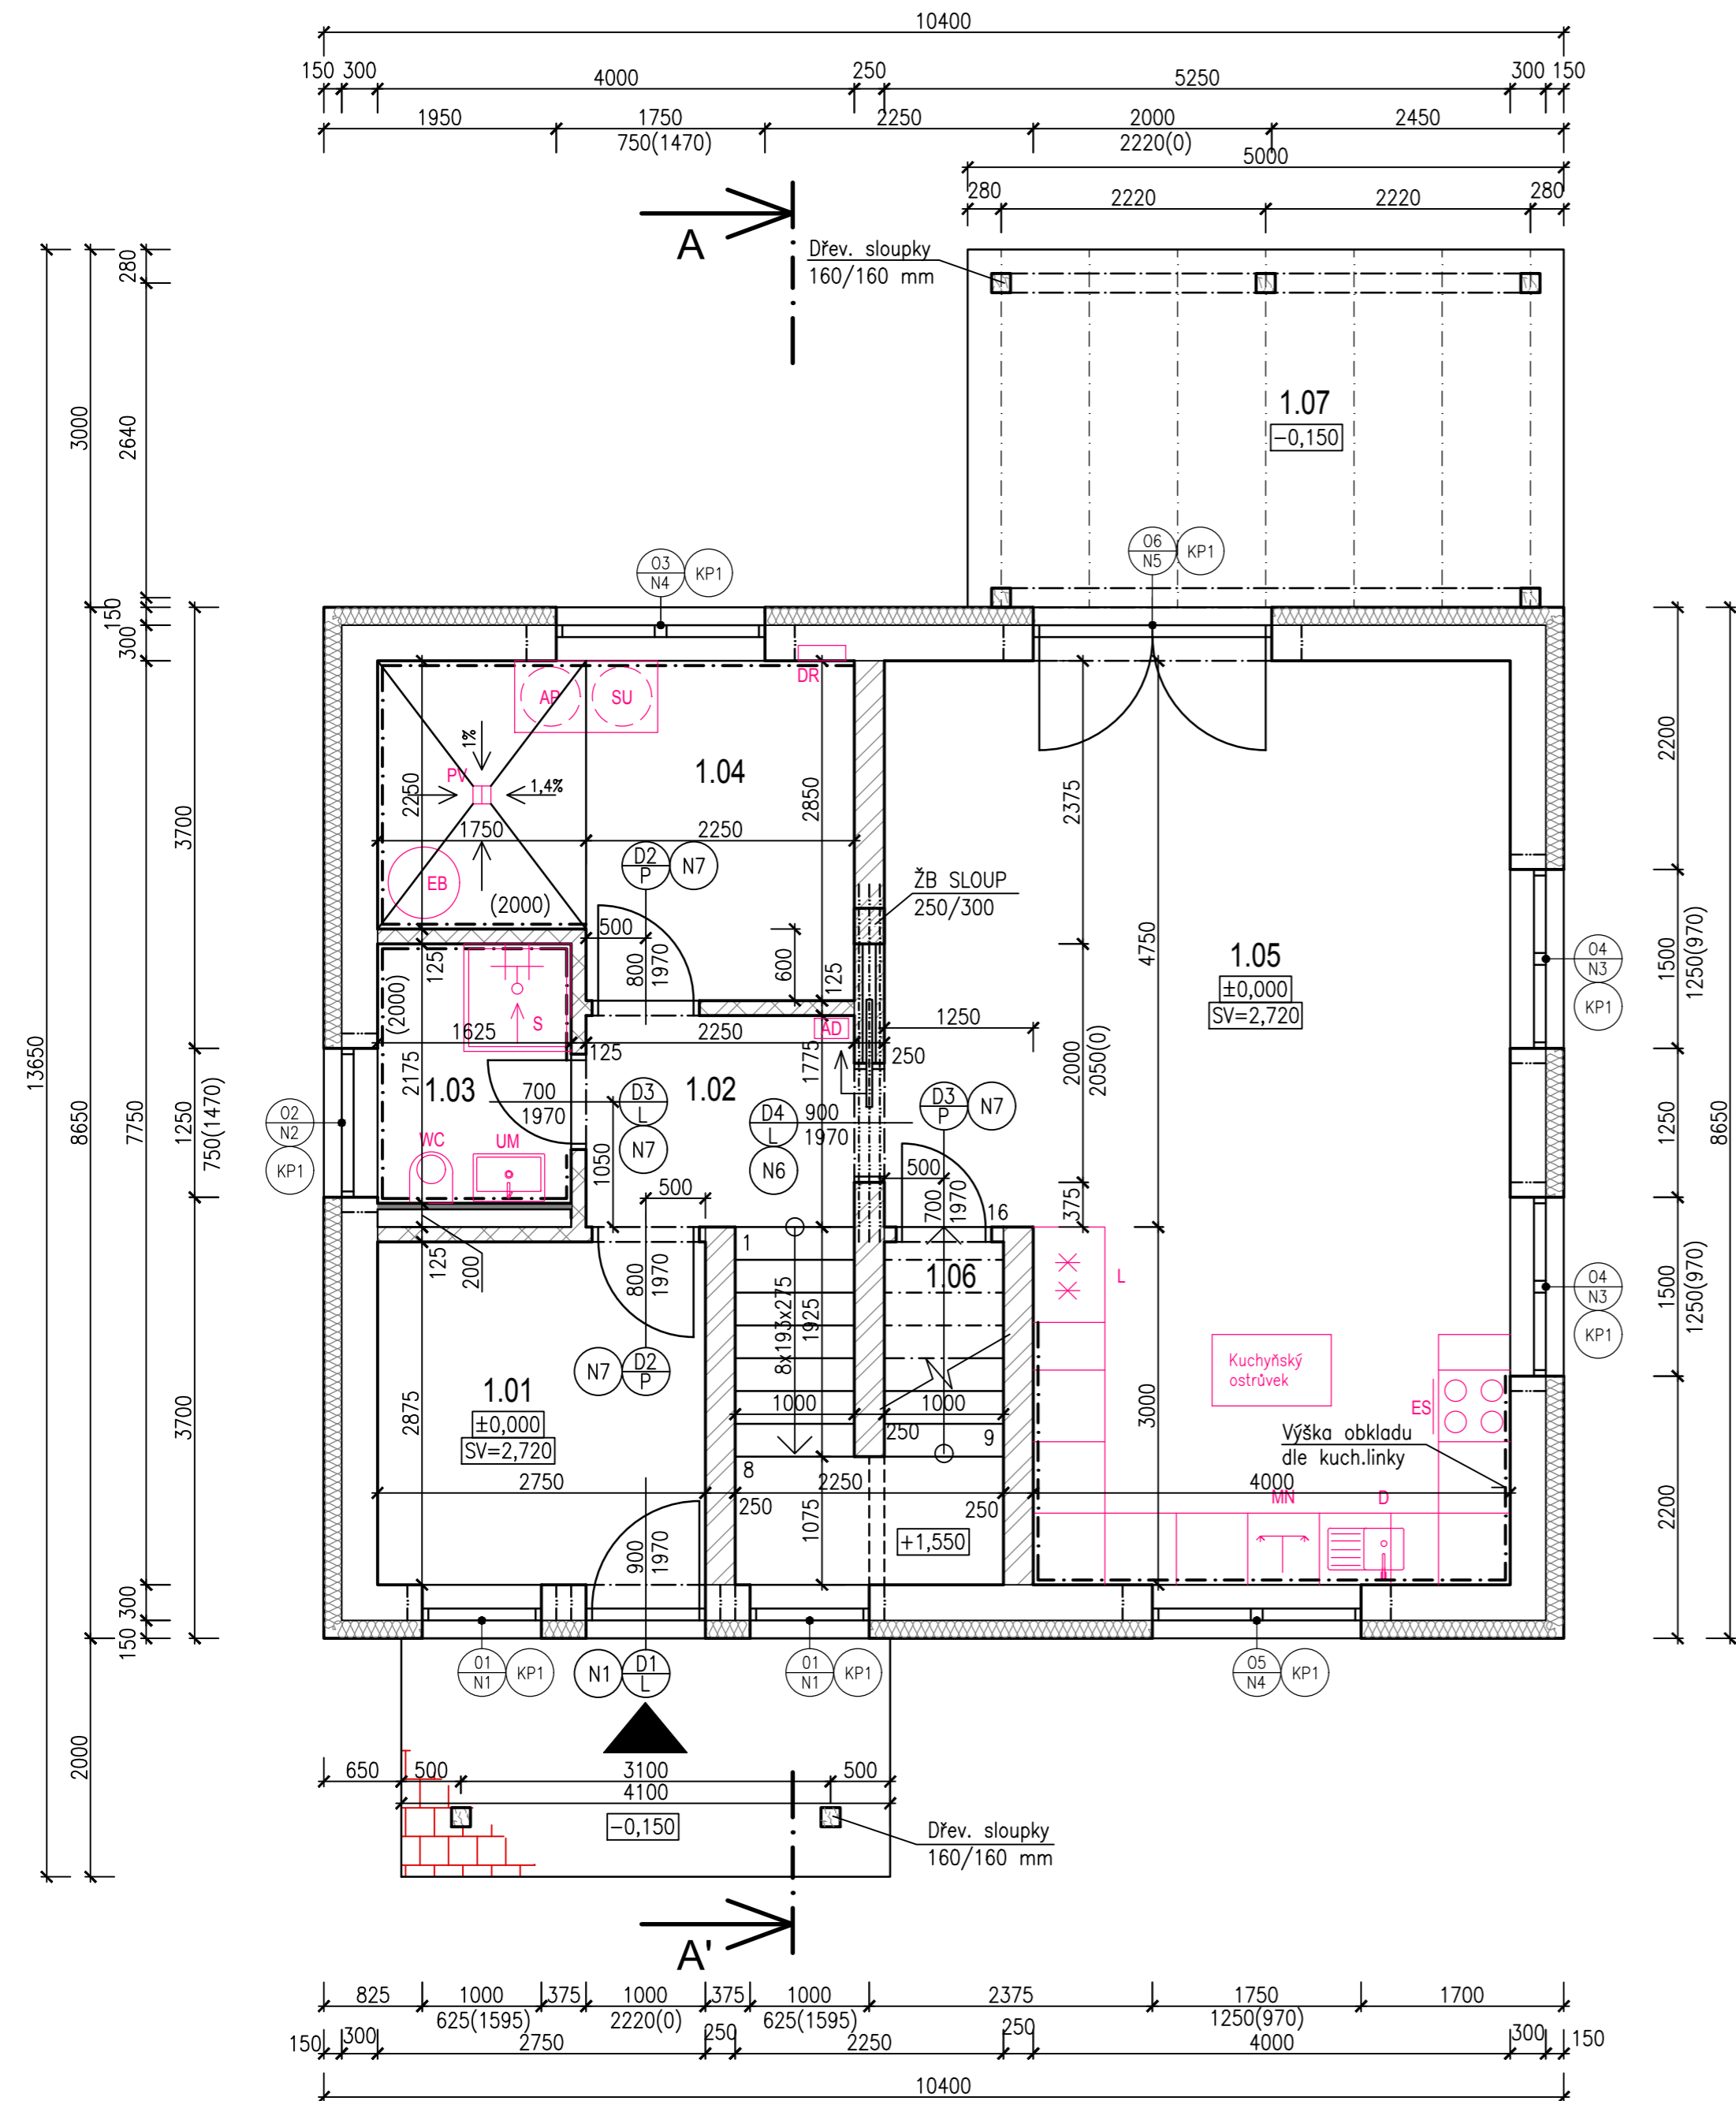 10400
150 300 4000 250 5250 300 150
1950 1750 2250 2000 2450
750(1470) 2220(0)
5000
280 2220 2220 280
A
Dřev. sloupky
160/160 mm
280
2640
3000
150
300
1.07
-0,150
O3
N4
KP1
O6
N5
KP1
DR
AP
SU
1%
PV
1,4%
2250
1.04
2850
2375
2200
3700
1750 2250
D2
P
N7
EB
(2000)
500
800
1970
600
125
ŽB SLOUP
250/300
4750
1.05
±0,000
SV=2,720
O4
N3
KP1
1500
1250(970)
125
(2000)
S
1625
125
2250
AD
1775
250
1250
2000
2050(0)
2175
1.03
700
1970
D3
L
N7
1.02
D4
L
N6
900
1970
D3
P
N7
O2
N2
KP1
1250
750(1470)
13650
8650
7750
1250
8650
WC
UM
1050
500
500
700
1970
375
16
125
200
800
1970
1
8x193x275
1925
1.06
L
O4
N3
KP1
1500
1250(970)
Kuchyňský
ostrůvek
ES
N7
D2
P
1.01
±0,000
SV=2,720
2875
3700
1000
1000
250
9
3000
Výška obkladu
dle kuch.linky
8
2750
2250
4000
250
250
MN
D
1075
+1,550
900
1970
2200
300
150
O1
N1
KP1
N1
D1
L
O1
N1
KP1
O5
N4
KP1
2000
650 500 3100 500
4100
-0,150
Dřev. sloupky
160/160 mm
A'
825 1000 375 1000 375 1000 2375 1750 1700
625(1595) 2220(0) 625(1595) 1250(970)
150 300 2750 250 2250 250 4000 300 150
10400